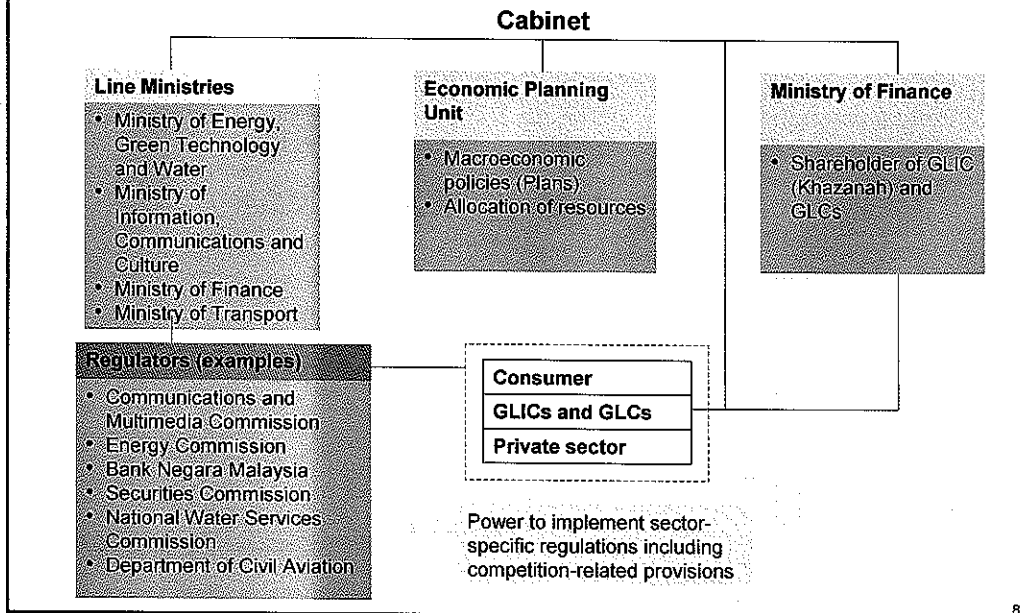 Cabinet
Line Ministries
• Ministry of Energy,
Green Technology
and Water
• Ministry of
Information,
Communications and
Culture
• Ministry of Finance
• Ministry of Transport
Economic Planning
Unit
• Macroeconomic
policies (Plans)
• Allocation of resources
Ministry of Finance
• Shareholder of GLIC
(Khazanah) and
GLCs
Regulators (examples)
• Communications and
Multimedia Commission
• Energy Commission
• Bank Negara Malaysia
• Securities Commission
• National Water Services
Commission
• Department of Civil Aviation
Consumer
GLICs and GLCs
Private sector
Power to implement sector-
specific regulations including
competition-related provisions
8